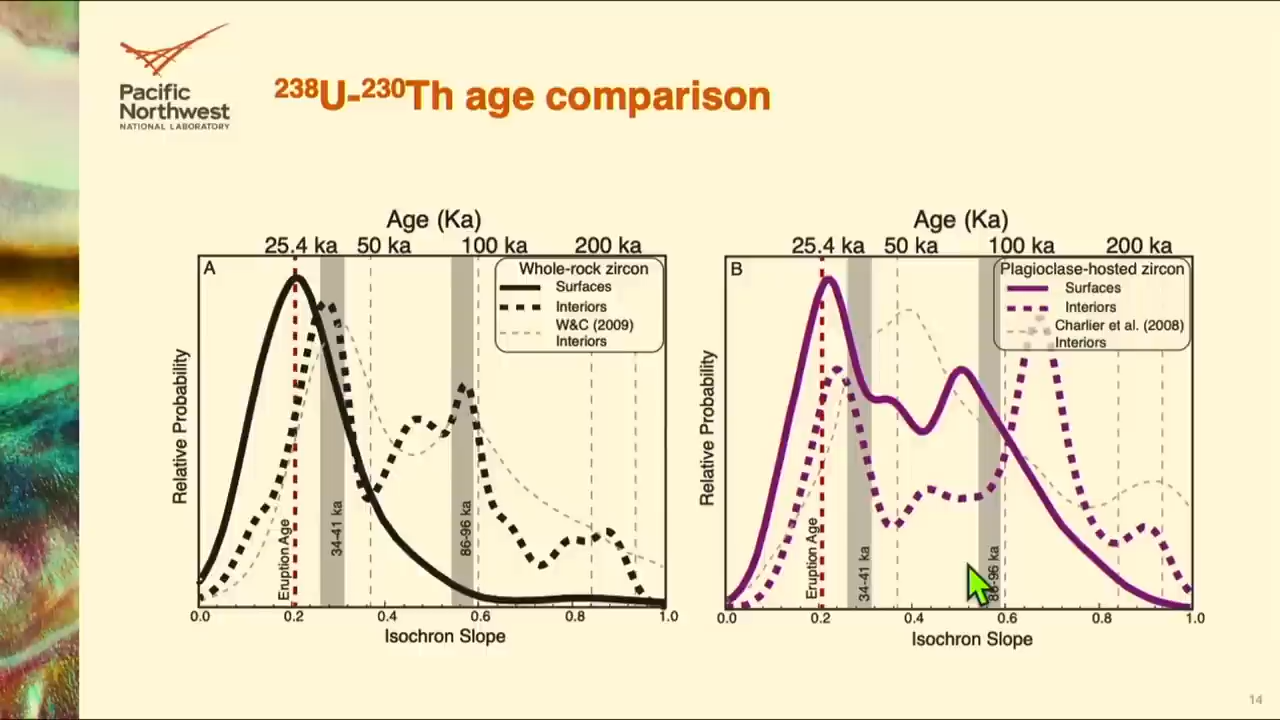 Pacific
Northwest
NATIONAL LABORATORY
238U-230Th age comparison
Age (Ka)
25.4 ka 50 ka 100 ka 200 ka
A
Whole-rock zircon
Surfaces
Interiors
W&C (2009)
Interiors
Relative Probability
Eruption Age
34-41 ka
86-96 ka
0.0 0.2 0.4 0.6 0.8 1.0
Isochron Slope
Age (Ka)
25.4 ka 50 ka 100 ka 200 ka
B
Plagioclase-hosted zircon
Surfaces
Interiors
Charlier et al. (2008)
Interiors
Relative Probability
Eruption Age
34-41 ka
86-96 ka
0.0 0.2 0.4 0.6 0.8 1.0
Isochron Slope
14